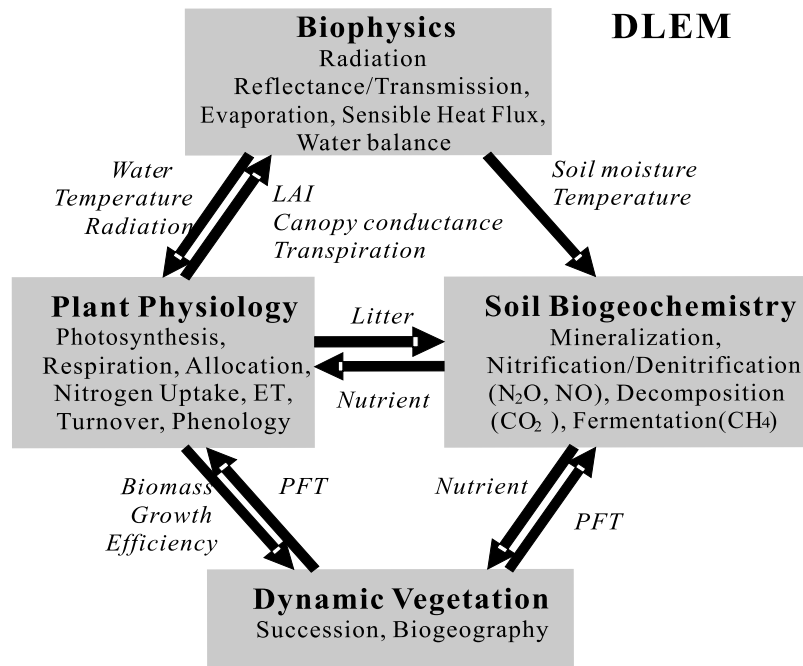 Biophysics
DLEM
Radiation
Reflectance/Transmission,
Evaporation, Sensible Heat Flux,
Water balance
Water
Temperature
Radiation
LAI
Canopy conductance
Transpiration
Soil moisture
Temperature
Plant Physiology
Photosynthesis,
Respiration, Allocation,
Nitrogen Uptake, ET,
Turnover, Phenology
Litter
Nutrient
Soil Biogeochemistry
Mineralization,
Nitrification/Denitrification
(N₂O, NO), Decomposition
(CO₂ ), Fermentation(CH₄)
Biomass
Growth
Efficiency
PFT
Nutrient
PFT
Dynamic Vegetation
Succession, Biogeography